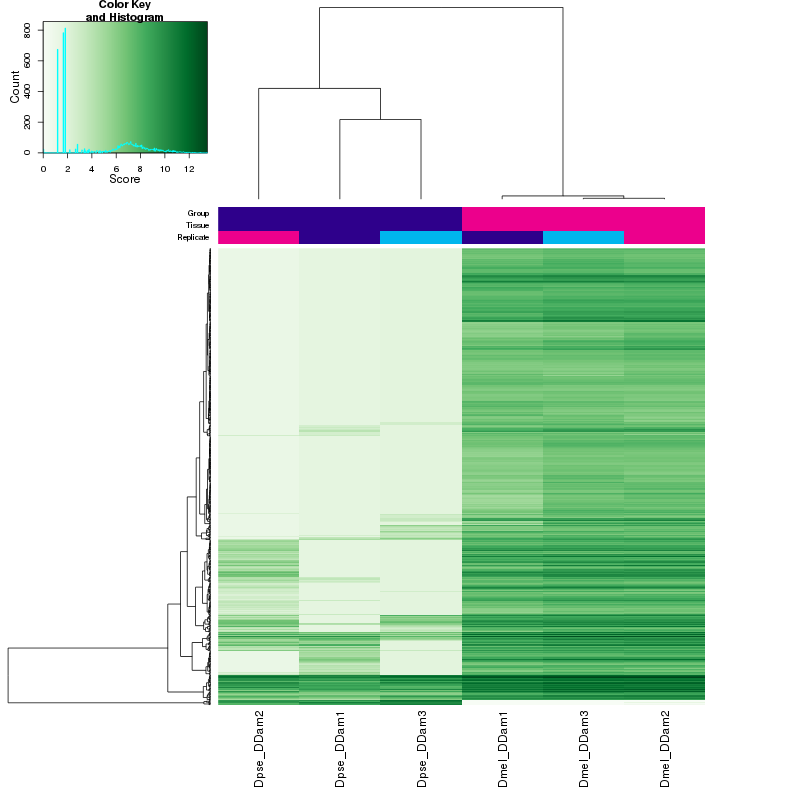 Color Key
and Histogram
Count
0
200
400
600
800
0 2 4 6 8 10 12
Score
Group
Tissue
Replicate
Dpse_DDam2
Dpse_DDam1
Dpse_DDam3
Dmel_DDam1
Dmel_DDam3
Dmel_DDam2